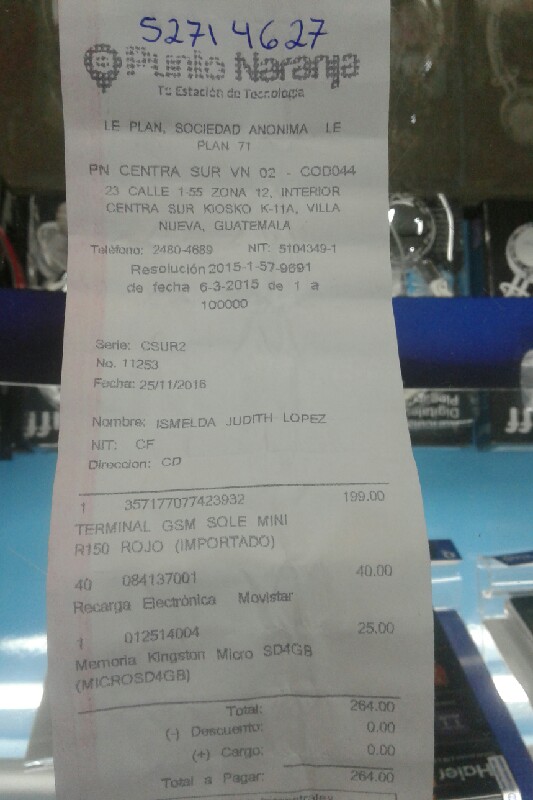 52714627
Punto Naranja
Tu Estación de Tecnología
LE PLAN, SOCIEDAD ANONIMA LE
PLAN 71
PN CENTRA SUR VN 02 - COD044
23 CALLE 1-55 ZONA 12, INTERIOR
CENTRA SUR KIOSKO K-11A, VILLA
NUEVA, GUATEMALA
Teléfono: 2480-4689 NIT: 5104349-1
Resolución 2015-1-57-9691
de fecha 6-3-2015 de 1 a
100000
Serie: CSUR2
No. 11253
Fecha: 25/11/2016
Nombre: ISMELDA JUDITH LOPEZ
NIT: CF
Direccion: CD
1 357177077423932 199.00
TERMINAL GSM SOLE MINI
R150 ROJO (IMPORTADO)
40 084137001 40.00
Recarga Electrónica Movistar
1 012514004 25.00
Memoria Kingston Micro SD4GB
(MICROSD4GB)
Total: 264.00
(-) Descuento: 0.00
(+) Cargo: 0.00
Total a Pagar: 264.00
Haier